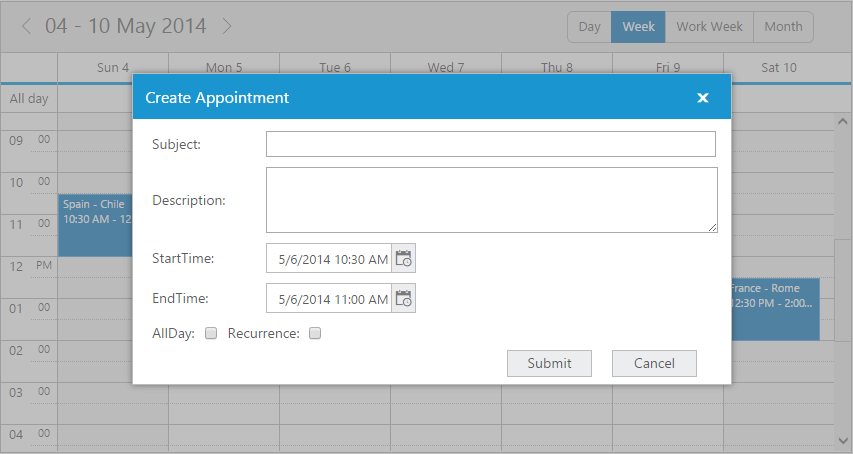 04 - 10 May 2014
Day Week Work Week Month
Sun 4 Mon 5 Tue 6 Wed 7 Thu 8 Fri 9 Sat 10
All day
Create Appointment
Subject:
Description:
StartTime: 5/6/2014 10:30 AM
EndTime: 5/6/2014 11:00 AM
AllDay: Recurrence:
Submit Cancel
09 00
10 00
Spain - Chile
10:30 AM - 12
11 00
12 PM
France - Rome
12:30 PM - 2:00...
01 00
02 00
03 00
04 00